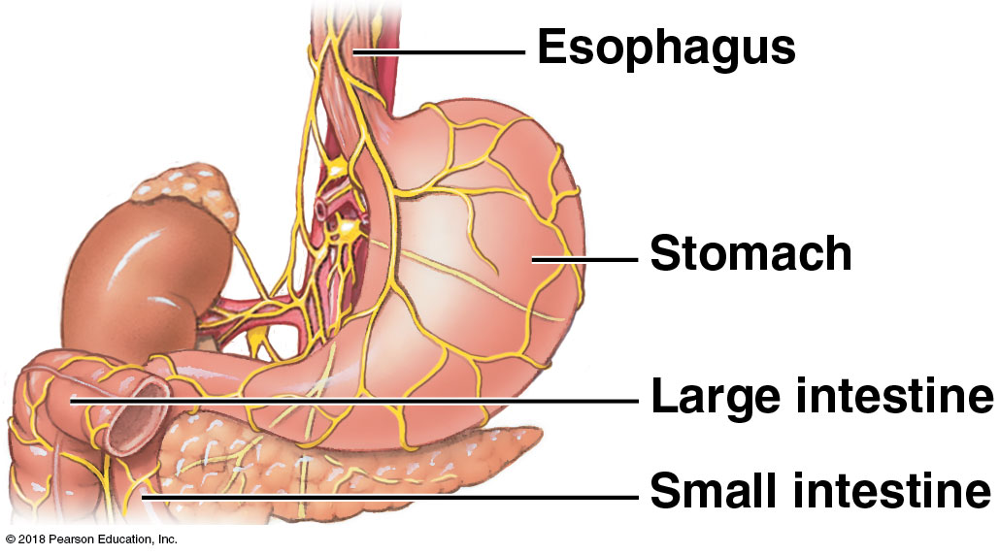 Esophagus
Stomach
Large intestine
Small intestine
© 2018 Pearson Education, Inc.